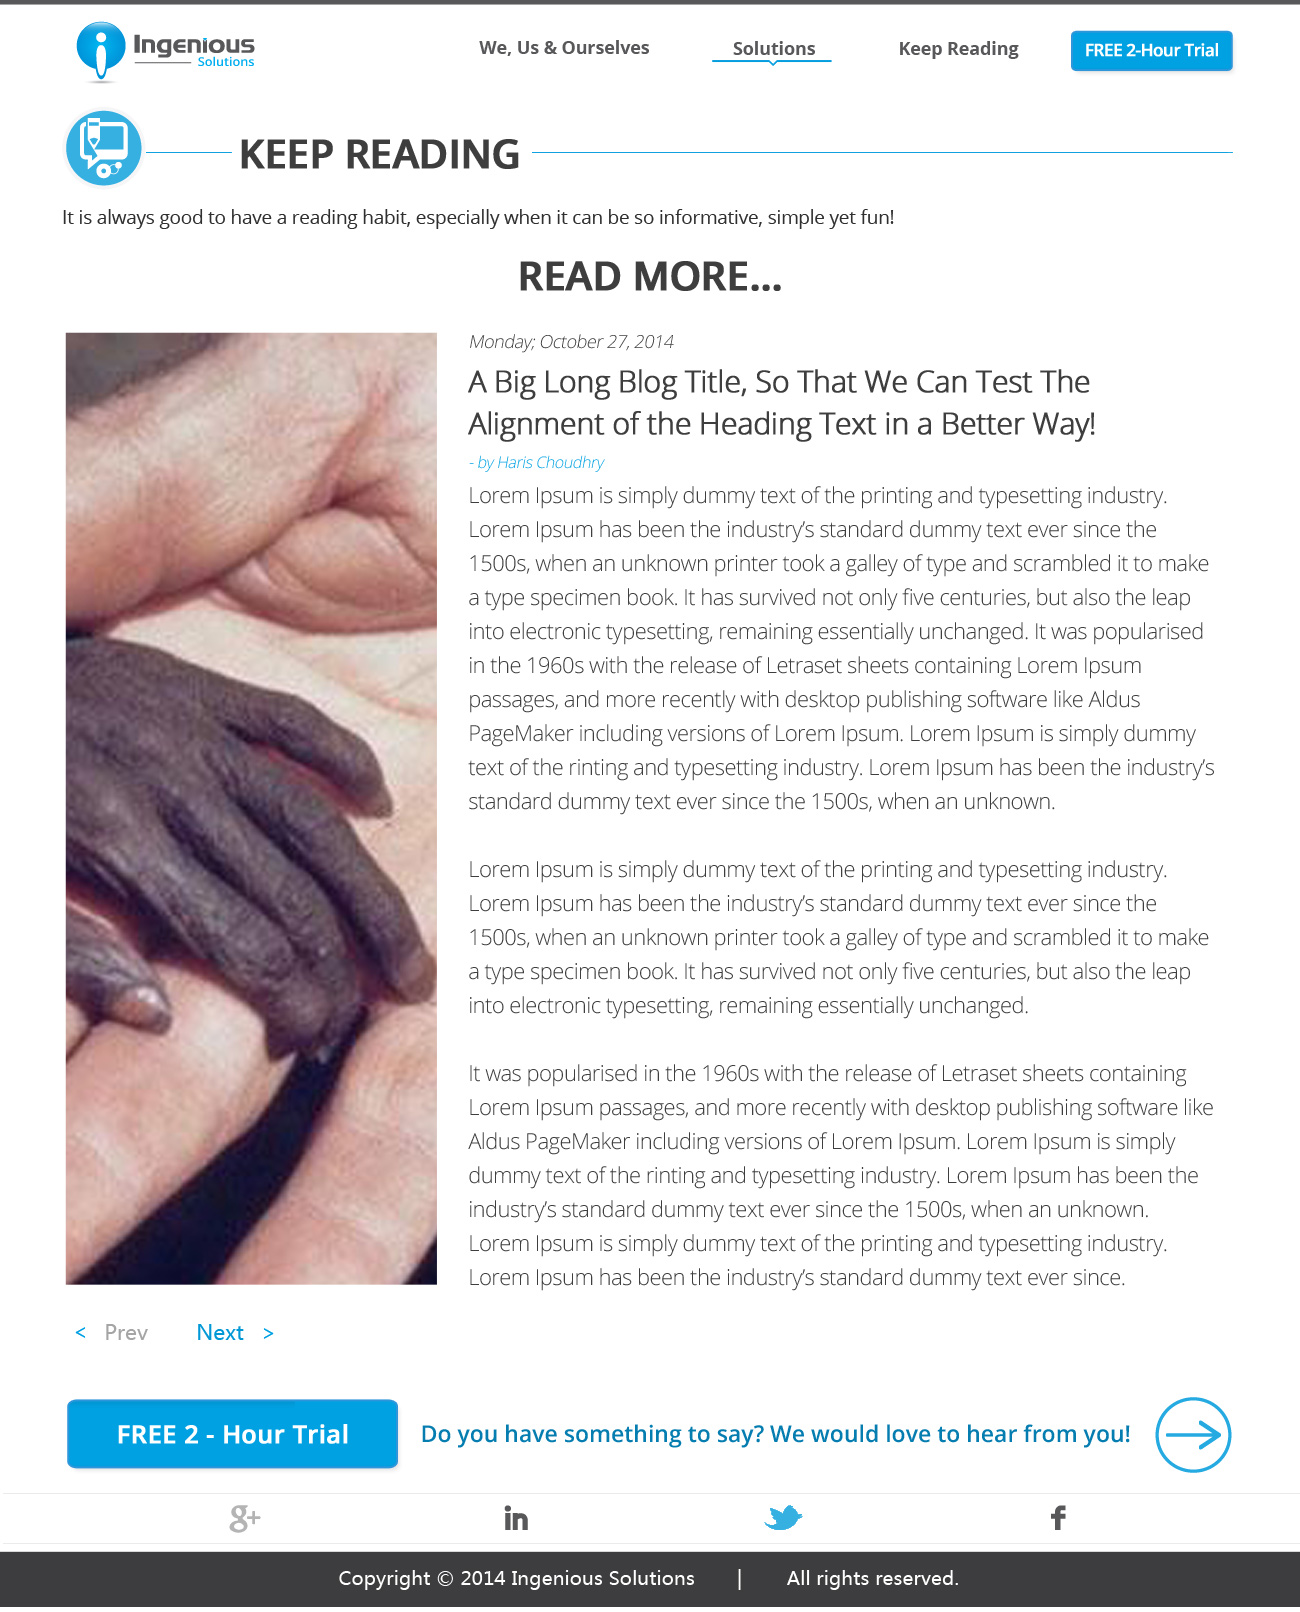 Ingenious
Solutions
We, Us & Ourselves
Solutions
Keep Reading
FREE 2-Hour Trial
KEEP READING
It is always good to have a reading habit, especially when it can be so informative, simple yet fun!
READ MORE...
Monday; October 27, 2014
A Big Long Blog Title, So That We Can Test The
Alignment of the Heading Text in a Better Way!
- by Haris Choudhry
Lorem Ipsum is simply dummy text of the printing and typesetting industry.
Lorem Ipsum has been the industry's standard dummy text ever since the
1500s, when an unknown printer took a galley of type and scrambled it to make
a type specimen book. It has survived not only five centuries, but also the leap
into electronic typesetting, remaining essentially unchanged. It was popularised
in the 1960s with the release of Letraset sheets containing Lorem Ipsum
passages, and more recently with desktop publishing software like Aldus
PageMaker including versions of Lorem Ipsum. Lorem Ipsum is simply dummy
text of the rinting and typesetting industry. Lorem Ipsum has been the industry's
standard dummy text ever since the 1500s, when an unknown.
Lorem Ipsum is simply dummy text of the printing and typesetting industry.
Lorem Ipsum has been the industry's standard dummy text ever since the
1500s, when an unknown printer took a galley of type and scrambled it to make
a type specimen book. It has survived not only five centuries, but also the leap
into electronic typesetting, remaining essentially unchanged.
It was popularised in the 1960s with the release of Letraset sheets containing
Lorem Ipsum passages, and more recently with desktop publishing software like
Aldus PageMaker including versions of Lorem Ipsum. Lorem Ipsum is simply
dummy text of the rinting and typesetting industry. Lorem Ipsum has been the
industry's standard dummy text ever since the 1500s, when an unknown.
Lorem Ipsum is simply dummy text of the printing and typesetting industry.
Lorem Ipsum has been the industry's standard dummy text ever since.
< Prev Next >
FREE 2 - Hour Trial
Do you have something to say? We would love to hear from you!
g+ in f
Copyright © 2014 Ingenious Solutions | All rights reserved.